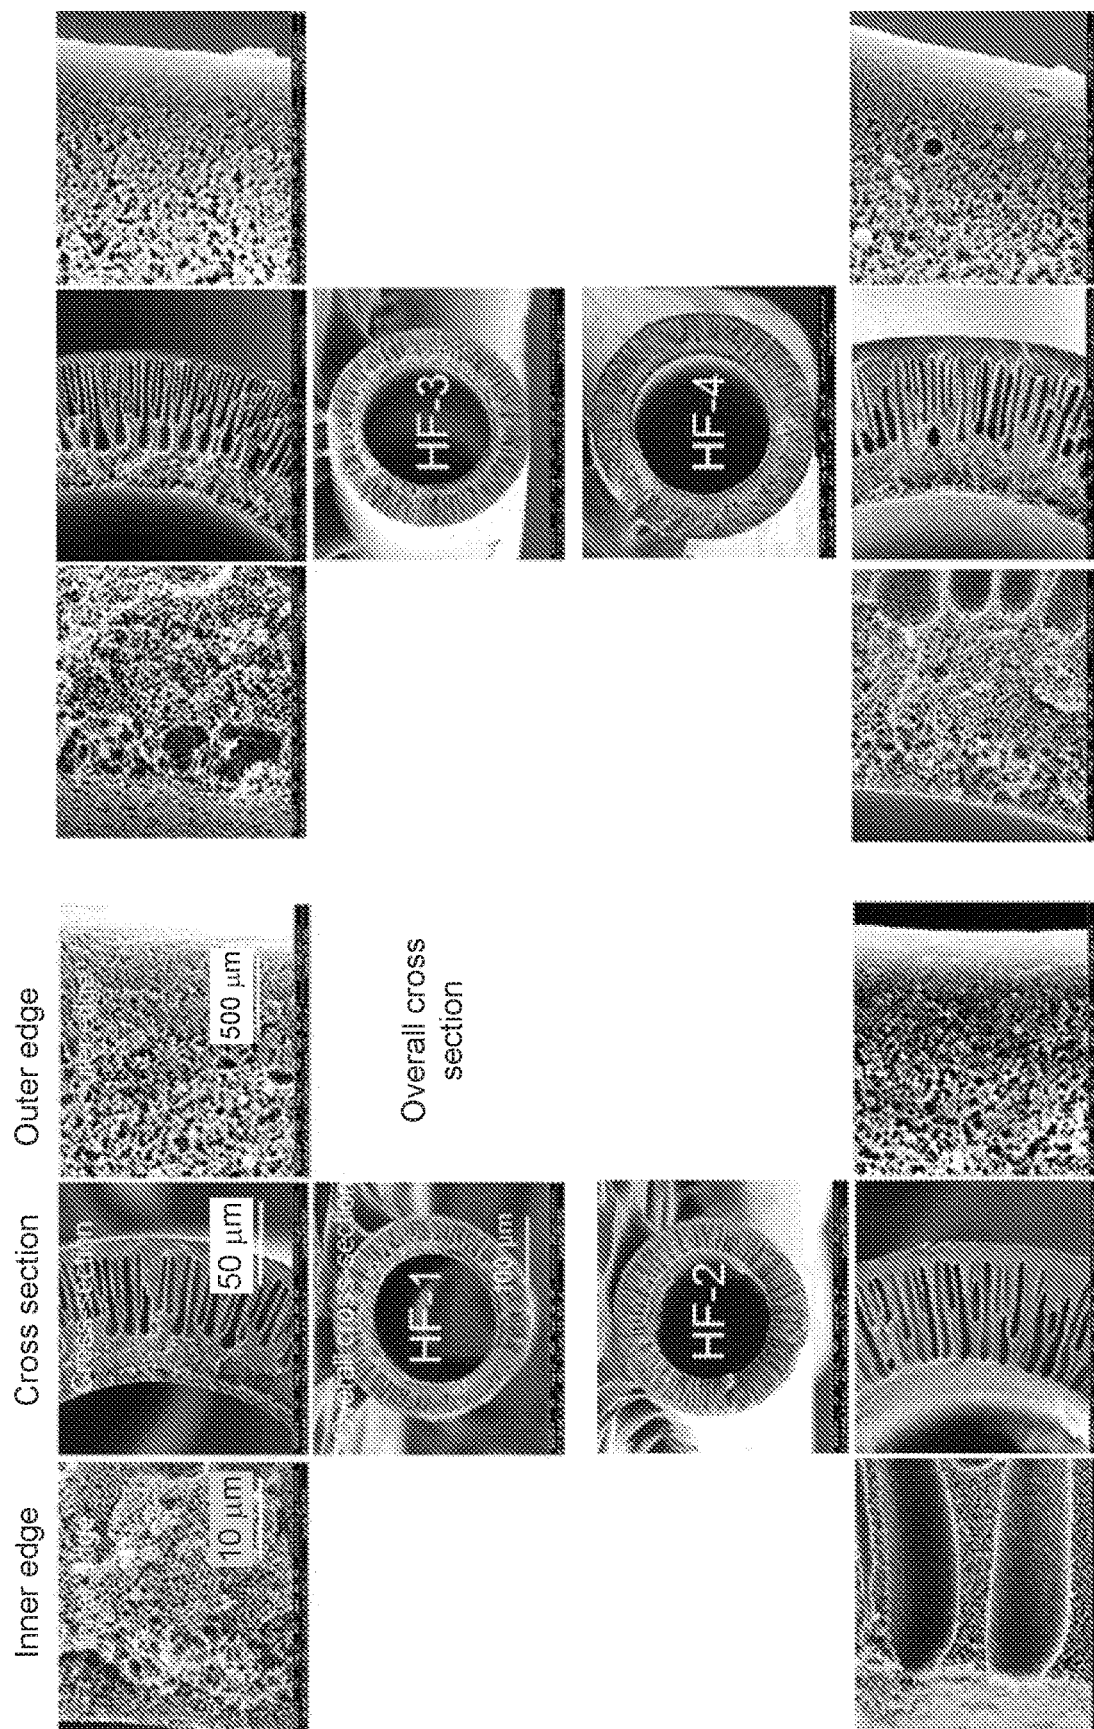 Inner edge
Cross section
Outer edge
10 μm
50 μm
500 μm
Overall cross
section
HF-1
HF-3
HF-2
HF-4